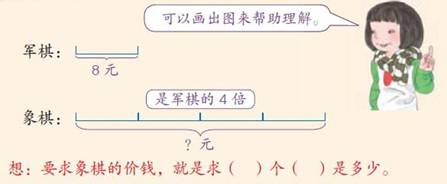 可以画出图来帮助理解。
军棋：
8元
是军棋的4倍
象棋：
？元
想：要求象棋的价钱，就是求（  ）个（  ）是多少。